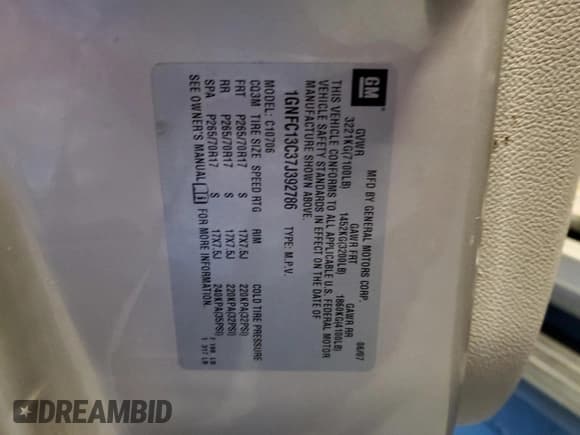 GM
MFD BY GENERAL MOTORS CORP. 06/07
GVWR GAWR FRT GAWR RR
3221KG(7100LB) 1452KG(3200LB) 1860KG(4100LB)
THIS VEHICLE CONFORMS TO ALL APPLICABLE U.S. FEDERAL MOTOR
VEHICLE SAFETY STANDARDS IN EFFECT ON THE DATE OF
MANUFACTURE SHOWN ABOVE.
1GNFC13C37J392786 TYPE: M.P.V.
MODEL: C10706
CQ3M TIRE SIZE SPEED RTG RIM COLD TIRE PRESSURE
FRT P265/70R17 S 17X7.5J 220KPA(32PSI)
RR P265/70R17 S 17X7.5J 220KPA(32PSI)
SPA P265/70R17 S 17X7.5J 240KPA(35PSI)
SEE OWNER'S MANUAL FOR MORE INFORMATION.
DREAMBID